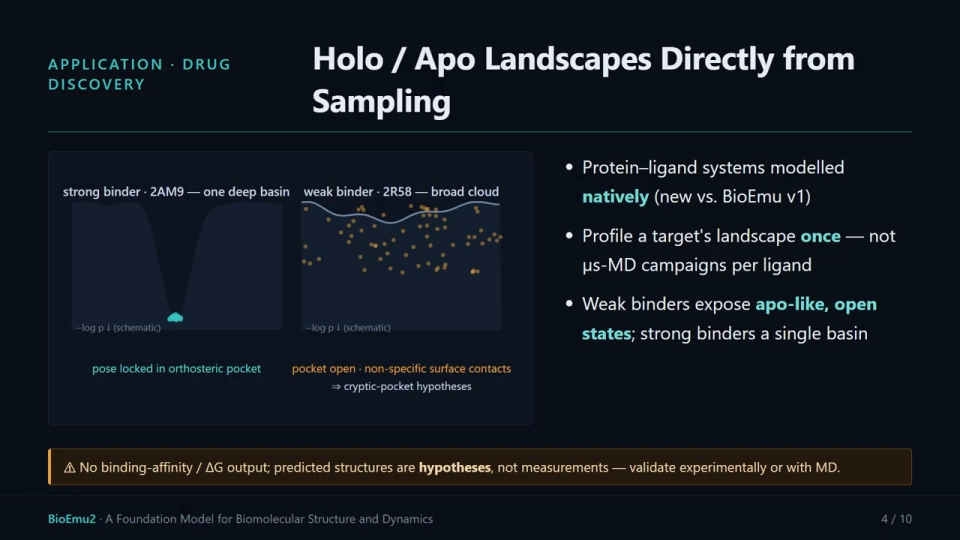 APPLICATION · DRUG
DISCOVERY
Holo / Apo Landscapes Directly from
Sampling
strong binder · 2AM9 — one deep basin
−log p ↓ (schematic)
pose locked in orthosteric pocket
weak binder · 2R58 — broad cloud
−log p ↓ (schematic)
pocket open · non-specific surface contacts
⇒ cryptic-pocket hypotheses
• Protein–ligand systems modelled
natively (new vs. BioEmu v1)
• Profile a target's landscape once — not
μs-MD campaigns per ligand
• Weak binders expose apo-like, open
states; strong binders a single basin
⚠ No binding-affinity / ΔG output; predicted structures are hypotheses, not measurements — validate experimentally or with MD.
BioEmu2 · A Foundation Model for Biomolecular Structure and Dynamics
4 / 10